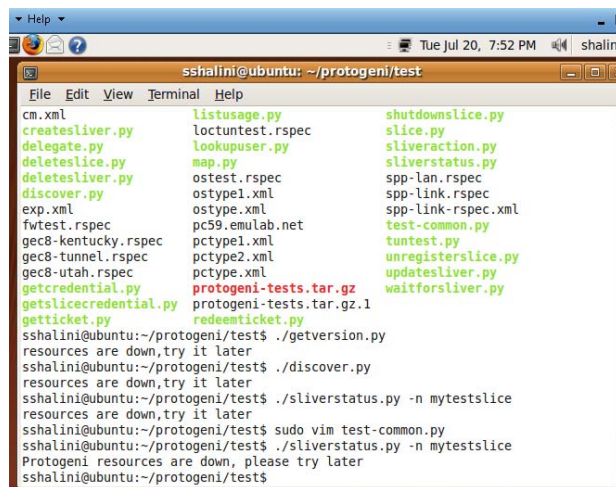 Help
Tue Jul 20, 7:52 PM shalin
sshalini@ubuntu: ~/protogeni/test
File Edit View Terminal Help
cm.xml listusage.py shutdownslice.py
createsliver.py loctuntest.rspec slice.py
delegate.py lookupuser.py sliveraction.py
deleteslice.py map.py sliverstatus.py
deletesliver.py ostest.rspec spp-lan.rspec
discover.py ostype1.xml spp-link.rspec
exp.xml ostype.xml spp-link-rspec.xml
fwtest.rspec pc59.emulab.net test-common.py
gec8-kentucky.rspec pctype1.xml tuntest.py
gec8-tunnel.rspec pctype2.xml unregisterslice.py
gec8-utah.rspec pctype.xml updatesliver.py
getcredential.py protogeni-tests.tar.gz waitforsliver.py
getslicecredential.py protogeni-tests.tar.gz.1
getticket.py redeemticket.py
sshalini@ubuntu:~/protogeni/test$ ./getversion.py
resources are down,try it later
sshalini@ubuntu:~/protogeni/test$ ./discover.py
resources are down,try it later
sshalini@ubuntu:~/protogeni/test$ ./sliverstatus.py -n mytestslice
resources are down,try it later
sshalini@ubuntu:~/protogeni/test$ sudo vim test-common.py
sshalini@ubuntu:~/protogeni/test$ ./sliverstatus.py -n mytestslice
Protogeni resources are down, please try later
sshalini@ubuntu:~/protogeni/test$